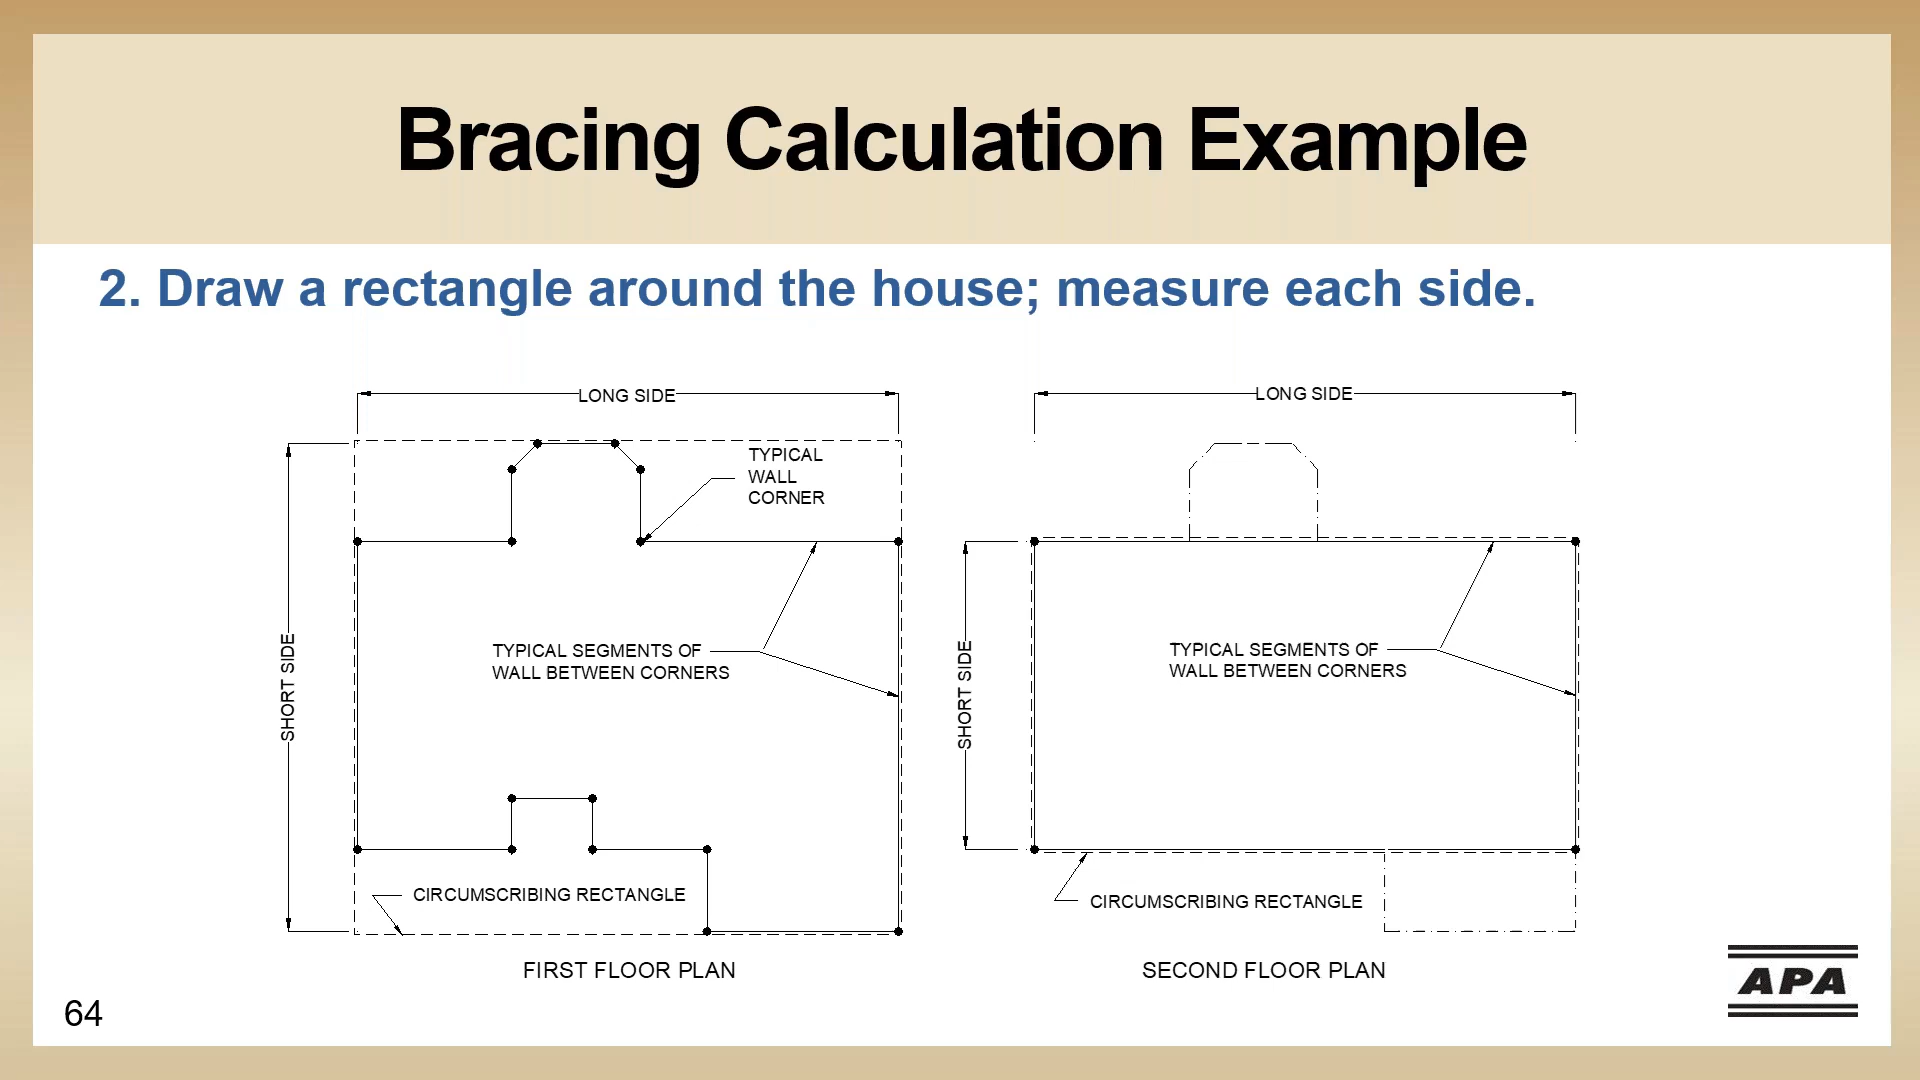 Bracing Calculation Example
2. Draw a rectangle around the house; measure each side.
LONG SIDE
TYPICAL
WALL
CORNER
SHORT SIDE
TYPICAL SEGMENTS OF
WALL BETWEEN CORNERS
CIRCUMSCRIBING RECTANGLE
FIRST FLOOR PLAN
LONG SIDE
SHORT SIDE
TYPICAL SEGMENTS OF
WALL BETWEEN CORNERS
CIRCUMSCRIBING RECTANGLE
SECOND FLOOR PLAN
APA
64